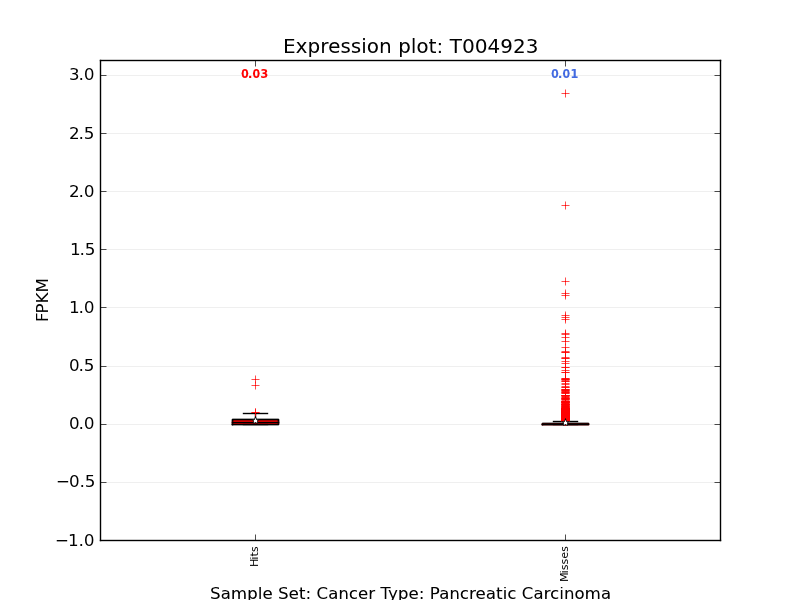 Expression plot: T004923
0.03
0.01
3.0
2.5
2.0
1.5
1.0
0.5
0.0
−0.5
−1.0
FPKM
Hits
Misses
Sample Set: Cancer Type: Pancreatic Carcinoma